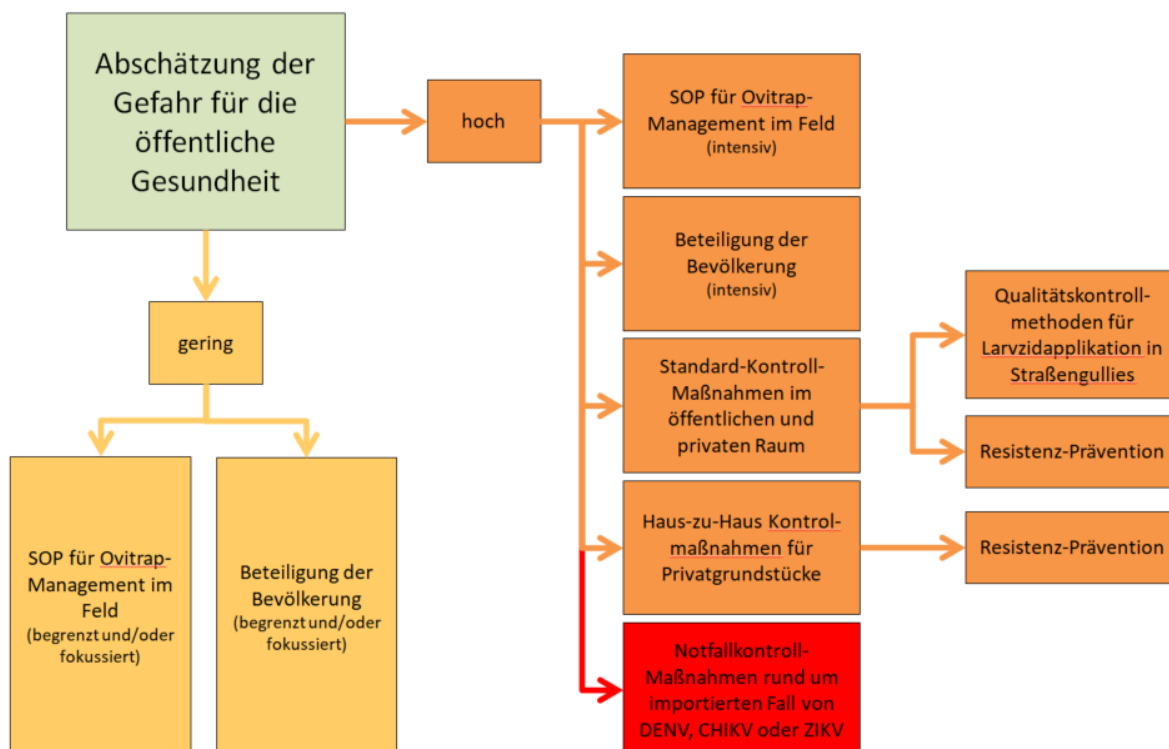 Abschätzung der
Gefahr für die
öffentliche
Gesundheit
hoch
gering
SOP für Ovitrap-
Management im
Feld
(begrenzt und/oder
fokussiert)
Beteiligung der
Bevölkerung
(begrenzt und/oder
fokussiert)
SOP für Ovitrap-
Management im Feld
(intensiv)
Beteiligung der
Bevölkerung
(intensiv)
Standard-Kontroll-
Maßnahmen im
öffentlichen und
privaten Raum
Haus-zu-Haus Kontrol-
maßnahmen für
Privatgrundstücke
Notfallkontroll-
Maßnahmen rund um
importierten Fall von
DENV, CHIKV oder ZIKV
Qualitätskontroll-
methoden für
Larvzidapplikation in
Straßengullies
Resistenz-Prävention
Resistenz-Prävention